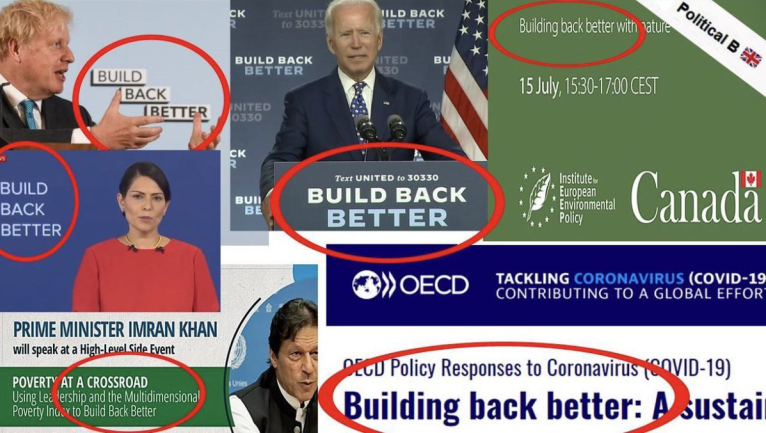 BUILD
BACK
BETTER
BUILD BACK
BETTER
BUILD BACK
BETTER
Text UNITED to 30330
BUILD BACK
BETTER
Building back better with nature
15 July, 15:30-17:00 CEST
Institute for
European
Environmental
Policy
Canada
Political B
BUILD
BACK
BETTER
PRIME MINISTER IMRAN KHAN
will speak at a High-Level Side Event
POVERTY AT A CROSSROAD
Using Leadership and the Multidimensional
Poverty Index to Build Back Better
OECD
TACKLING CORONAVIRUS (COVID-19
CONTRIBUTING TO A GLOBAL EFFOR
OECD Policy Responses to Coronavirus (COVID-19)
Building back better: A sustai